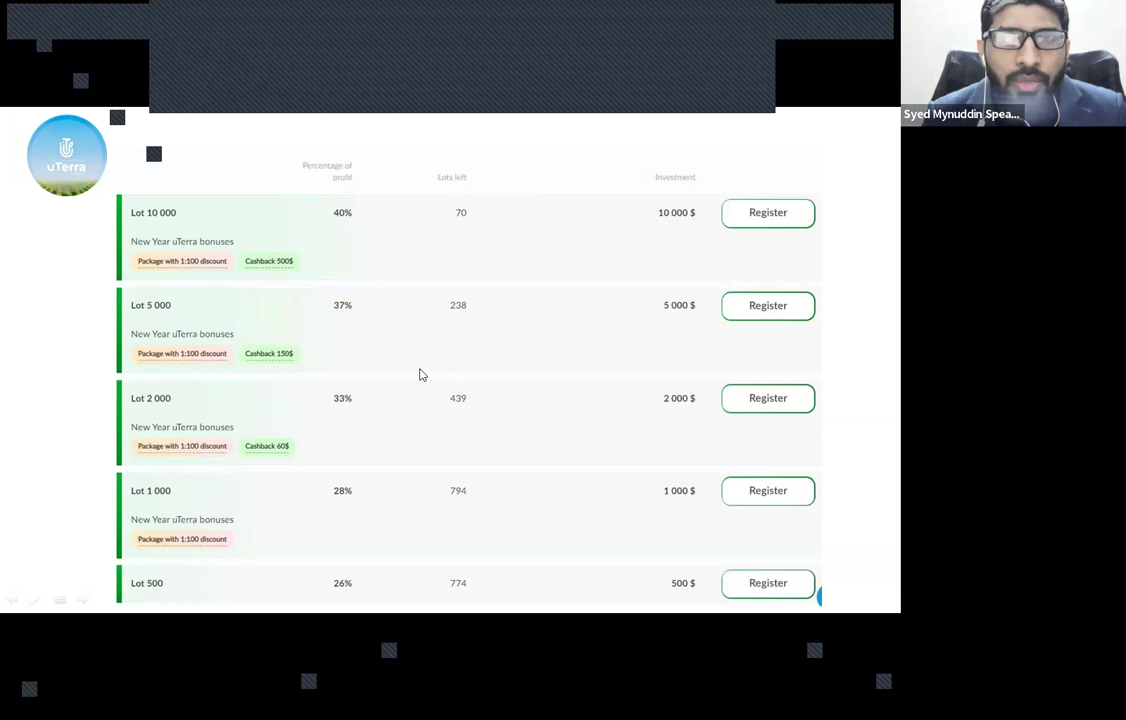 Syed Mynuddin Spea...
uTerra
Percentage of
profit
Lots left
Investment
Lot 10 000
40%
70
10 000 $
Register
New Year uTerra bonuses
Package with 1:100 discount
Cashback 500$
Lot 5 000
37%
238
5 000 $
Register
New Year uTerra bonuses
Package with 1:100 discount
Cashback 150$
Lot 2 000
33%
439
2 000 $
Register
New Year uTerra bonuses
Package with 1:100 discount
Cashback 60$
Lot 1 000
28%
794
1 000 $
Register
New Year uTerra bonuses
Package with 1:100 discount
Lot 500
26%
774
500 $
Register